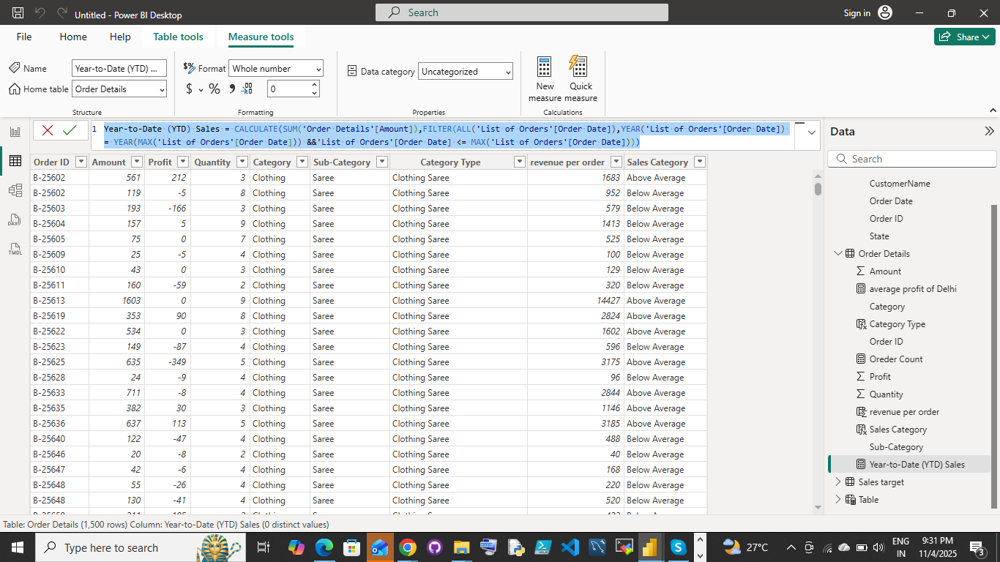 Untitled - Power BI Desktop
Search
Sign in
File Home Help Table tools Measure tools
Share
Name Year-to-Date (YTD) ...
Home table Order Details
Structure
$% Format Whole number
$ % 9 .00 0
Formatting
Data category Uncategorized
Properties
New measure
Quick measure
Calculations
1 Year-to-Date (YTD) Sales = CALCULATE(SUM('Order Details'[Amount]),FILTER(ALL('List of Orders'[Order Date]),YEAR('List of Orders'[Order Date])
= YEAR(MAX('List of Orders'[Order Date])) &&'List of Orders'[Order Date] <= MAX('List of Orders'[Order Date])))
Order ID Amount Profit Quantity Category Sub-Category Category Type revenue per order Sales Category
B-25602 561 212 3 Clothing Saree Clothing Saree 1683 Above Average
B-25602 119 -5 8 Clothing Saree Clothing Saree 952 Below Average
B-25603 193 -166 3 Clothing Saree Clothing Saree 579 Below Average
B-25604 157 5 9 Clothing Saree Clothing Saree 1413 Below Average
B-25605 75 0 7 Clothing Saree Clothing Saree 525 Below Average
B-25609 25 -5 4 Clothing Saree Clothing Saree 100 Below Average
B-25610 43 0 3 Clothing Saree Clothing Saree 129 Below Average
B-25611 160 -59 2 Clothing Saree Clothing Saree 320 Below Average
B-25613 1603 0 9 Clothing Saree Clothing Saree 14427 Above Average
B-25619 353 90 8 Clothing Saree Clothing Saree 2824 Above Average
B-25622 534 0 3 Clothing Saree Clothing Saree 1602 Above Average
B-25623 149 -87 4 Clothing Saree Clothing Saree 596 Below Average
B-25625 635 -349 5 Clothing Saree Clothing Saree 3175 Above Average
B-25628 24 -9 4 Clothing Saree Clothing Saree 96 Below Average
B-25633 711 -8 4 Clothing Saree Clothing Saree 2844 Above Average
B-25635 382 30 3 Clothing Saree Clothing Saree 1146 Above Average
B-25636 637 113 5 Clothing Saree Clothing Saree 3185 Above Average
B-25640 122 -47 4 Clothing Saree Clothing Saree 488 Below Average
B-25646 20 -8 2 Clothing Saree Clothing Saree 40 Below Average
B-25647 42 -6 4 Clothing Saree Clothing Saree 168 Below Average
B-25648 55 -26 4 Clothing Saree Clothing Saree 220 Below Average
B-25648 130 -41 4 Clothing Saree Clothing Saree 520 Below Average
Data
Search
CustomerName
Order Date
Order ID
State
Order Details
Amount
average profit of Delhi
Category
Category Type
Order ID
Oreder Count
Profit
Quantity
revenue per order
Sales Category
Sub-Category
Year-to-Date (YTD) Sales
Sales target
Table
DAX
TMDL
Table: Order Details (1,500 rows) Column: Year-to-Date (YTD) Sales (0 distinct values)
Type here to search
27°C
ENG
IN
9:31 PM
11/4/2025
3